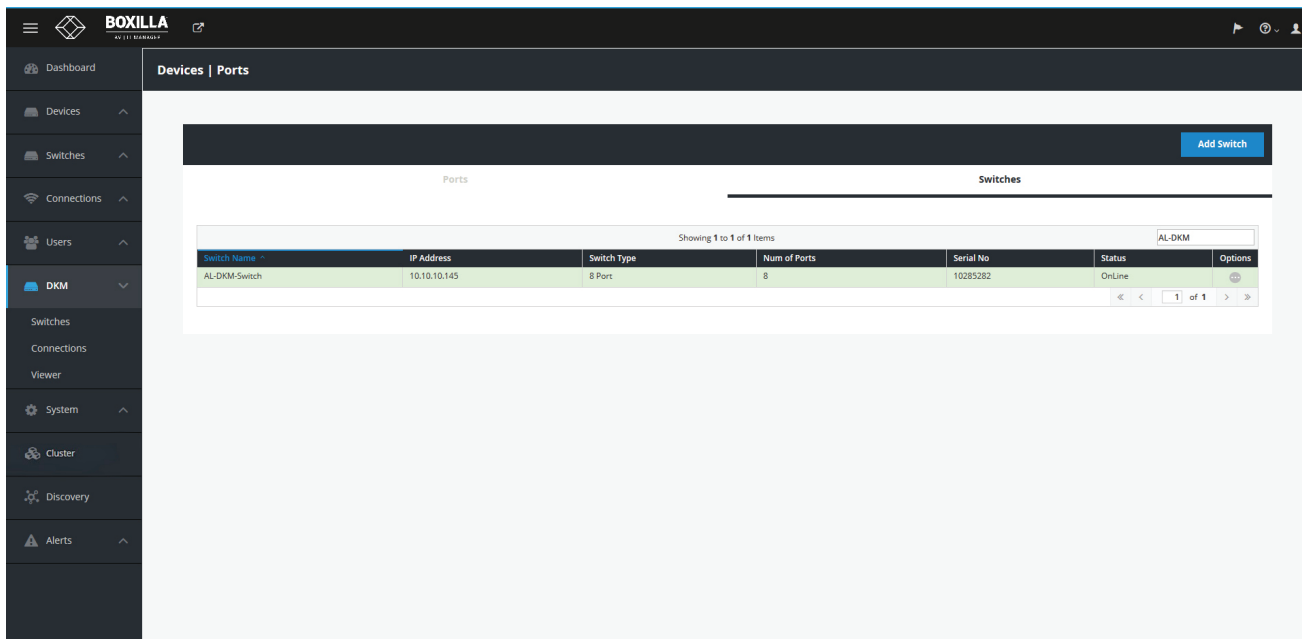 BOXILLA
AV | IT MANAGER
Dashboard
Devices | Ports
Devices
Add Switch
Switches
Ports
Switches
Connections
Users
Showing 1 to 1 of 1 Items
AL-DKM
Switch Name
IP Address
Switch Type
Num of Ports
Serial No
Status
Options
AL-DKM-Switch
10.10.10.145
8 Port
8
10285282
OnLine
1 of 1
DKM
Switches
Connections
Viewer
System
Cluster
Discovery
Alerts